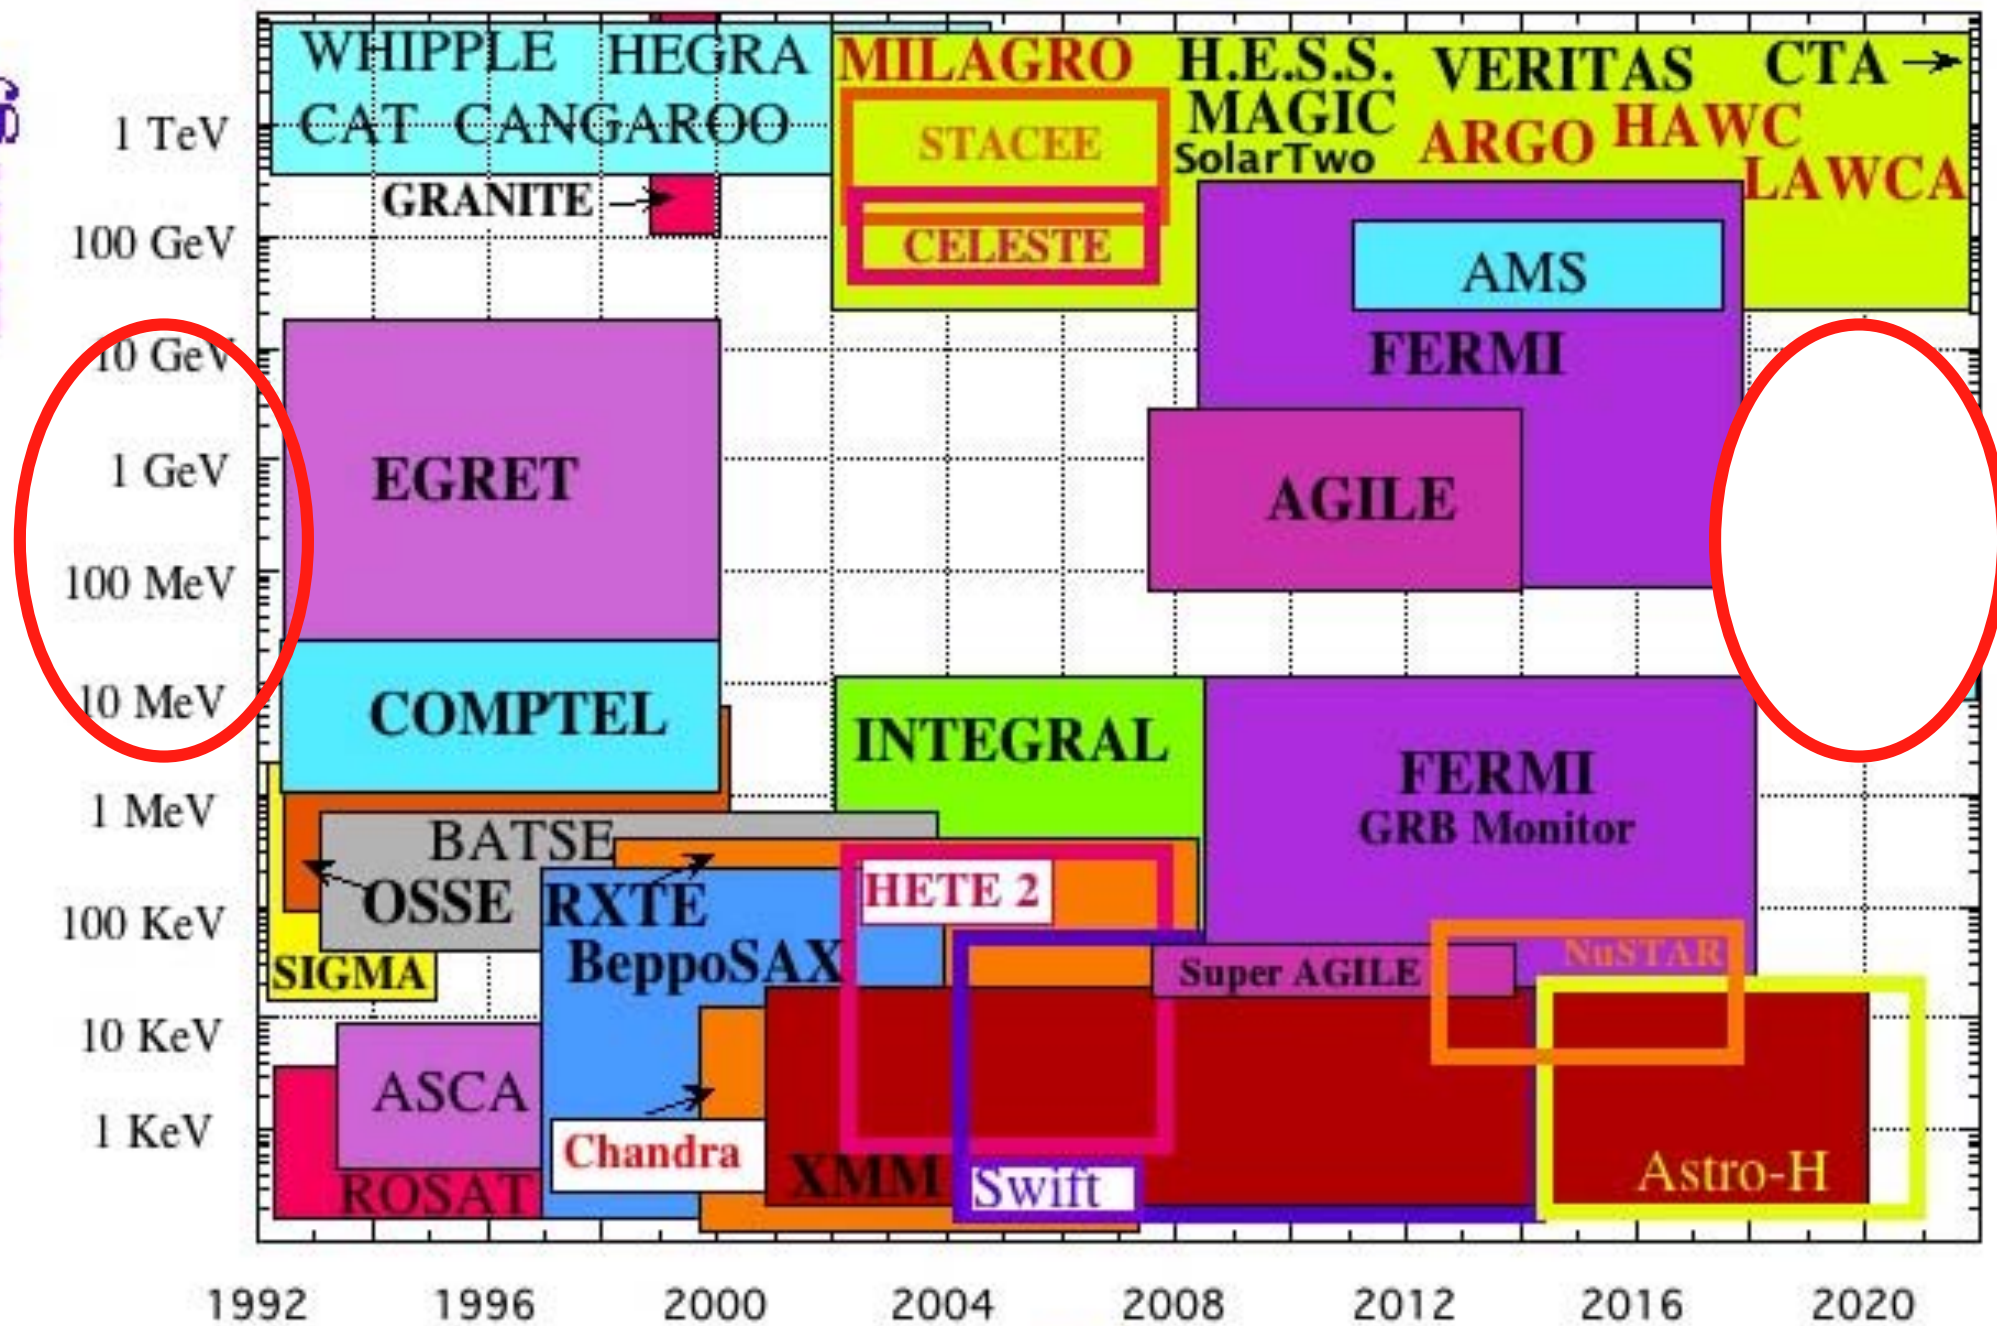 WHIPPLE HEGRA
CAT CANGAROO
MILAGRO
H.E.S.S.
VERITAS
CTA
MAGIC
ARGO
HAWC
STACEE
SolarTwo
LAWCA
GRANITE
CELESTE
AMS
FERMI
EGRET
AGILE
COMPTEL
INTEGRAL
FERMI
GRB Monitor
BATSE
OSSE
RXTE
HETE 2
BeppoSAX
SIGMA
Super AGILE
NuSTAR
ASCA
Chandra
ROSAT
XMM
Swift
Astro-H
1 TeV
100 GeV
10 GeV
1 GeV
100 MeV
10 MeV
1 MeV
100 KeV
10 KeV
1 KeV
1992 1996 2000 2004 2008 2012 2016 2020